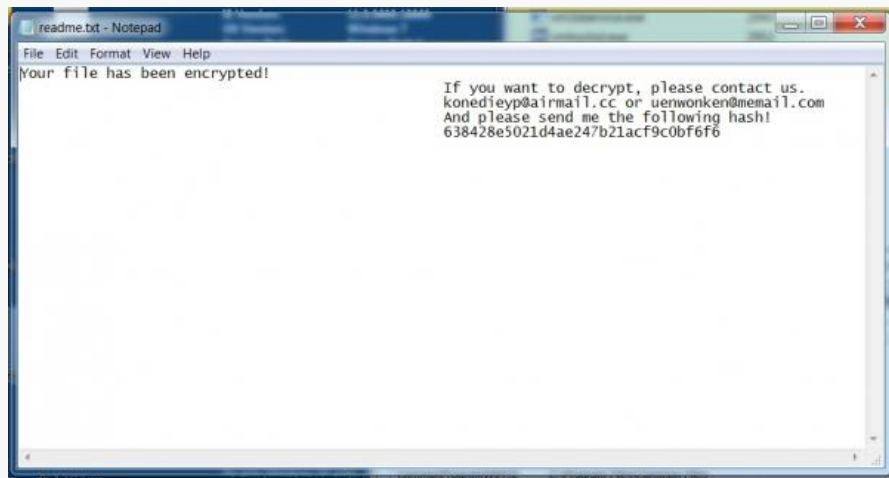 readme.txt - Notepad
File Edit Format View Help
Your file has been encrypted!
If you want to decrypt, please contact us.
konedieyp@airmail.cc or uenwonken@memail.com
And please send me the following hash!
638428e5021d4ae247b21acf9c0bf6f6